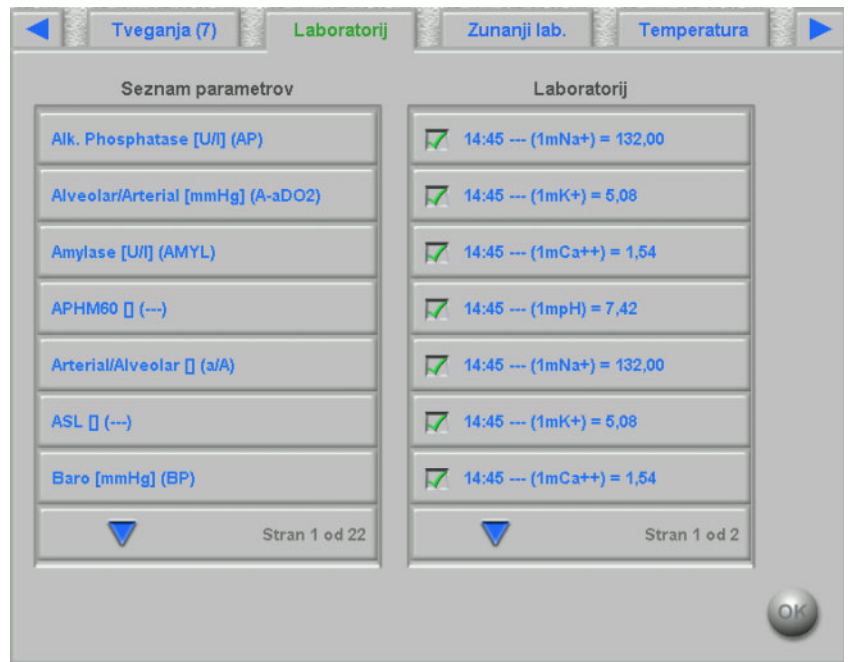 Tveganja (7)
Laboratorij
Zunanji lab.
Temperatura
Seznam parametrov
Alk. Phosphatase [U/l] (AP)
Alveolar/Arterial [mmHg] (A-aDO2)
Amylase [U/l] (AMYL)
APHM60 [] (---)
Arterial/Alveolar [] (a/A)
ASL [] (---)
Baro [mmHg] (BP)
Stran 1 od 22
Laboratorij
14:45 --- (1mNa+) = 132,00
14:45 --- (1mK+) = 5,08
14:45 --- (1mCa++) = 1,54
14:45 --- (1mpH) = 7,42
14:45 --- (1mNa+) = 132,00
14:45 --- (1mK+) = 5,08
14:45 --- (1mCa++) = 1,54
Stran 1 od 2
OK